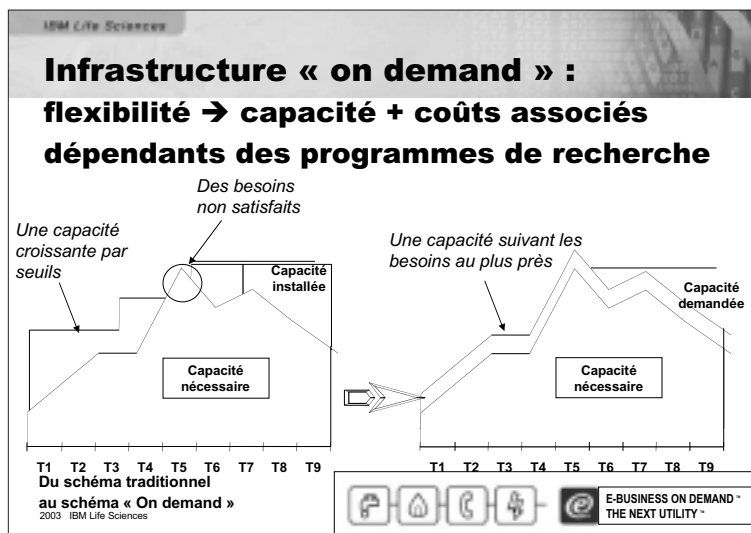 IBM Life Sciences
Infrastructure « on demand » :
flexibilité → capacité + coûts associés
dépendants des programmes de recherche
Des besoins
non satisfaits
Une capacité
croissante par
seuils
Capacité
installée
Capacité
nécessaire
T1 T2 T3 T4 T5 T6 T7 T8 T9
Une capacité suivant les
besoins au plus près
Capacité
demandée
Capacité
nécessaire
T1 T2 T3 T4 T5 T6 T7 T8 T9
Du schéma traditionnel
au schéma « On demand »
2003 IBM Life Sciences
E-BUSINESS ON DEMAND ™
THE NEXT UTILITY ™